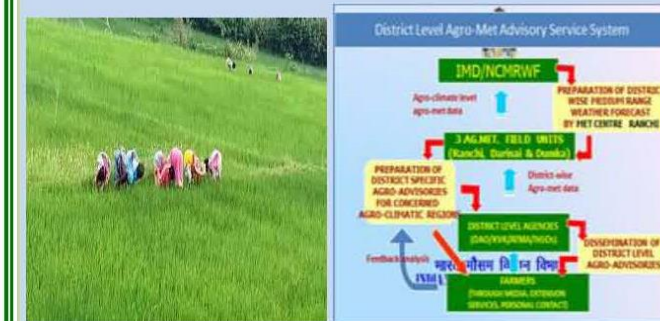 District Level Agro-Met Advisory Service System
IMD/NCMRWF
PREPARATION OF DISTRICT
WISE MEDIUM RANGE
WEATHER FORECAST
BY MET CENTRE RANCHI
Agro-climate level
agro-met data
3 AG.MET. FIELD UNITS
(Ranchi, Darisai & Dumka)
PREPARATION OF
DISTRICT SPECIFIC
AGRO-ADVISORIES
FOR CONCERNED
AGRO-CLIMATIC REGIONS
District-wise
Agro-met data
DISTRICT LEVEL AGENCIES
DISSEMINATION OF
DISTRICT LEVEL
AGRO-ADVISORIES
Feedback analysis
भारत मौसम विज्ञान विभाग
FARMERS
(THROUGH MEDIA, EXTENSION
SERVICES, PERSONAL CONTACT)